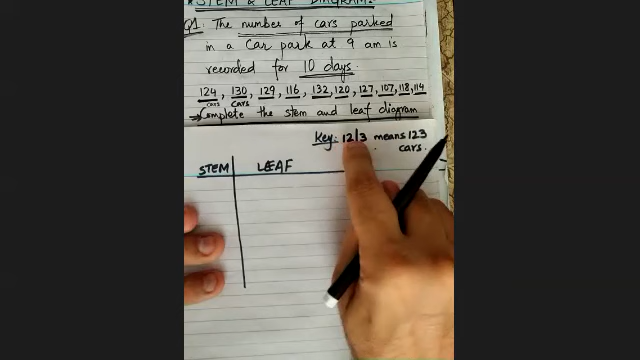 STEM & LEAF DIAGRAM:
Q1: The number of cars parked
in a car park at 9 am is
recorded for 10 days.
124, 130, 129, 116, 132, 120, 127, 107, 118, 114
cars cars
Complete the stem and leaf diagram
Key: 12|3 means 123
cars.
STEM LEAF